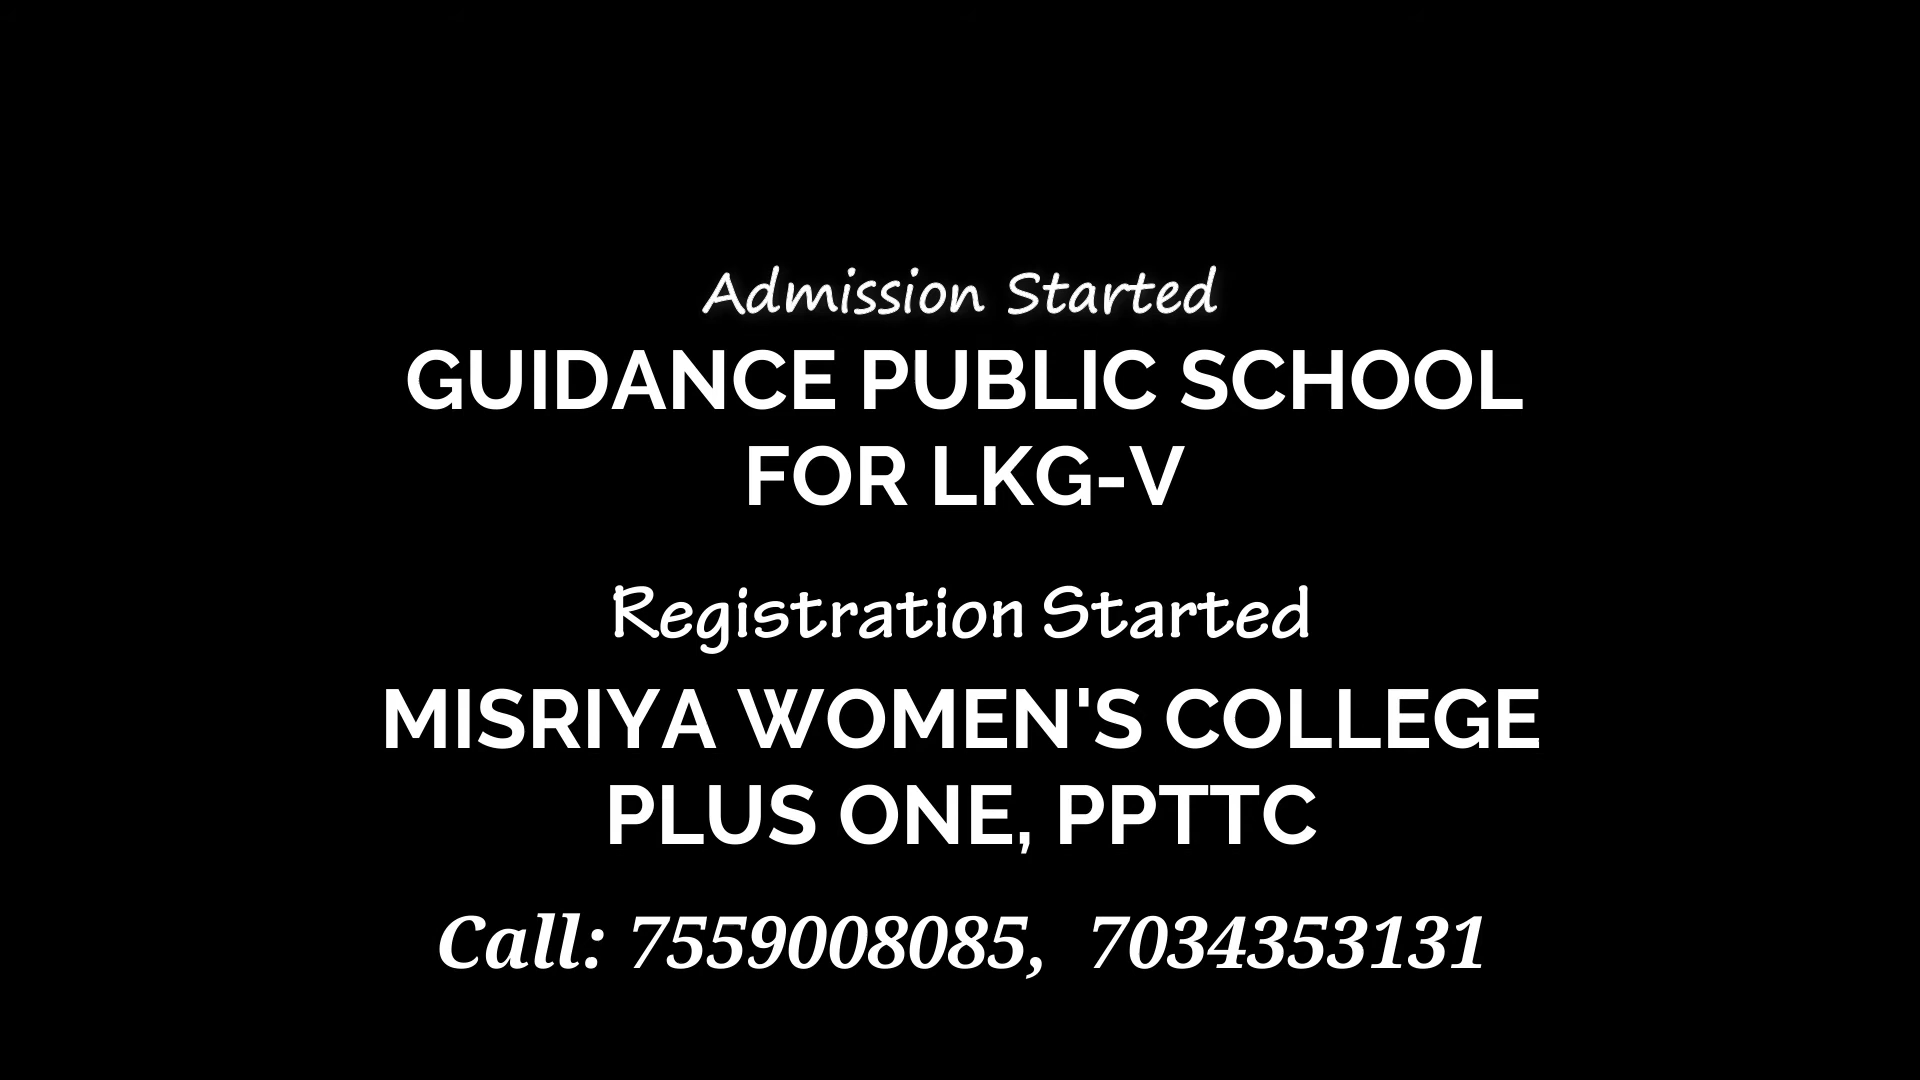 Admission Started
GUIDANCE PUBLIC SCHOOL
FOR LKG-V
Registration Started
MISRIYA WOMEN'S COLLEGE
PLUS ONE, PPTTC
Call: 7559008085, 7034353131